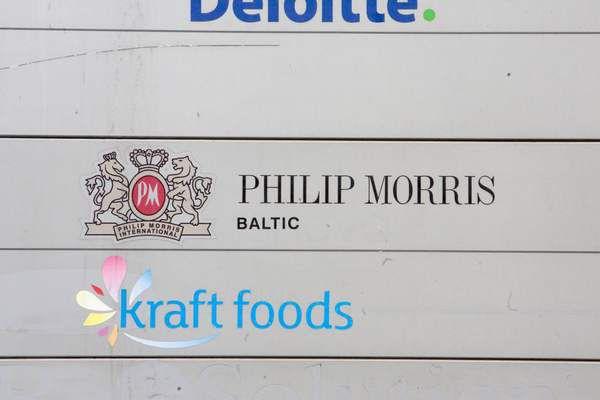 Deloitte.
PM
PHILIP MORRIS
INTERNATIONAL
PHILIP MORRIS
BALTIC
kraft foods